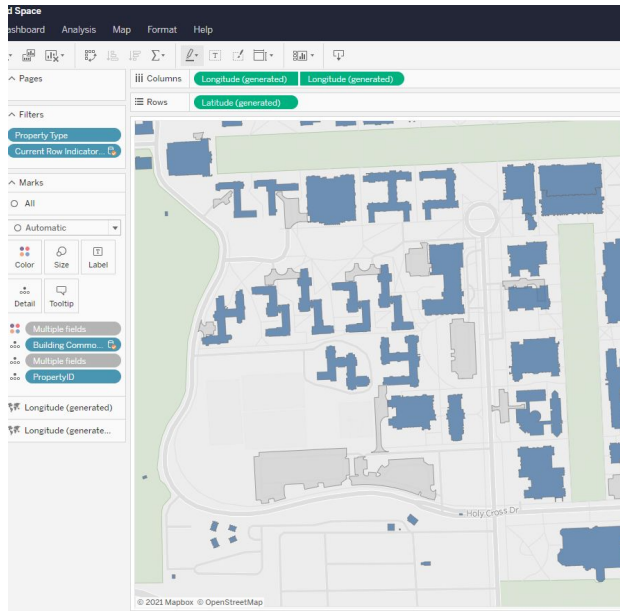 d Space
ashboard Analysis Map Format Help
Pages
iii Columns Longitude (generated) Longitude (generated)
Rows Latitude (generated)
Filters
Property Type
Current Row Indicator...
Marks
All
Automatic
Color Size Label
Detail Tooltip
Multiple fields
Building Commo...
Multiple fields
PropertyID
Longitude (generated)
Longitude (generate...
Holy Cross Dr
© 2021 Mapbox © OpenStreetMap